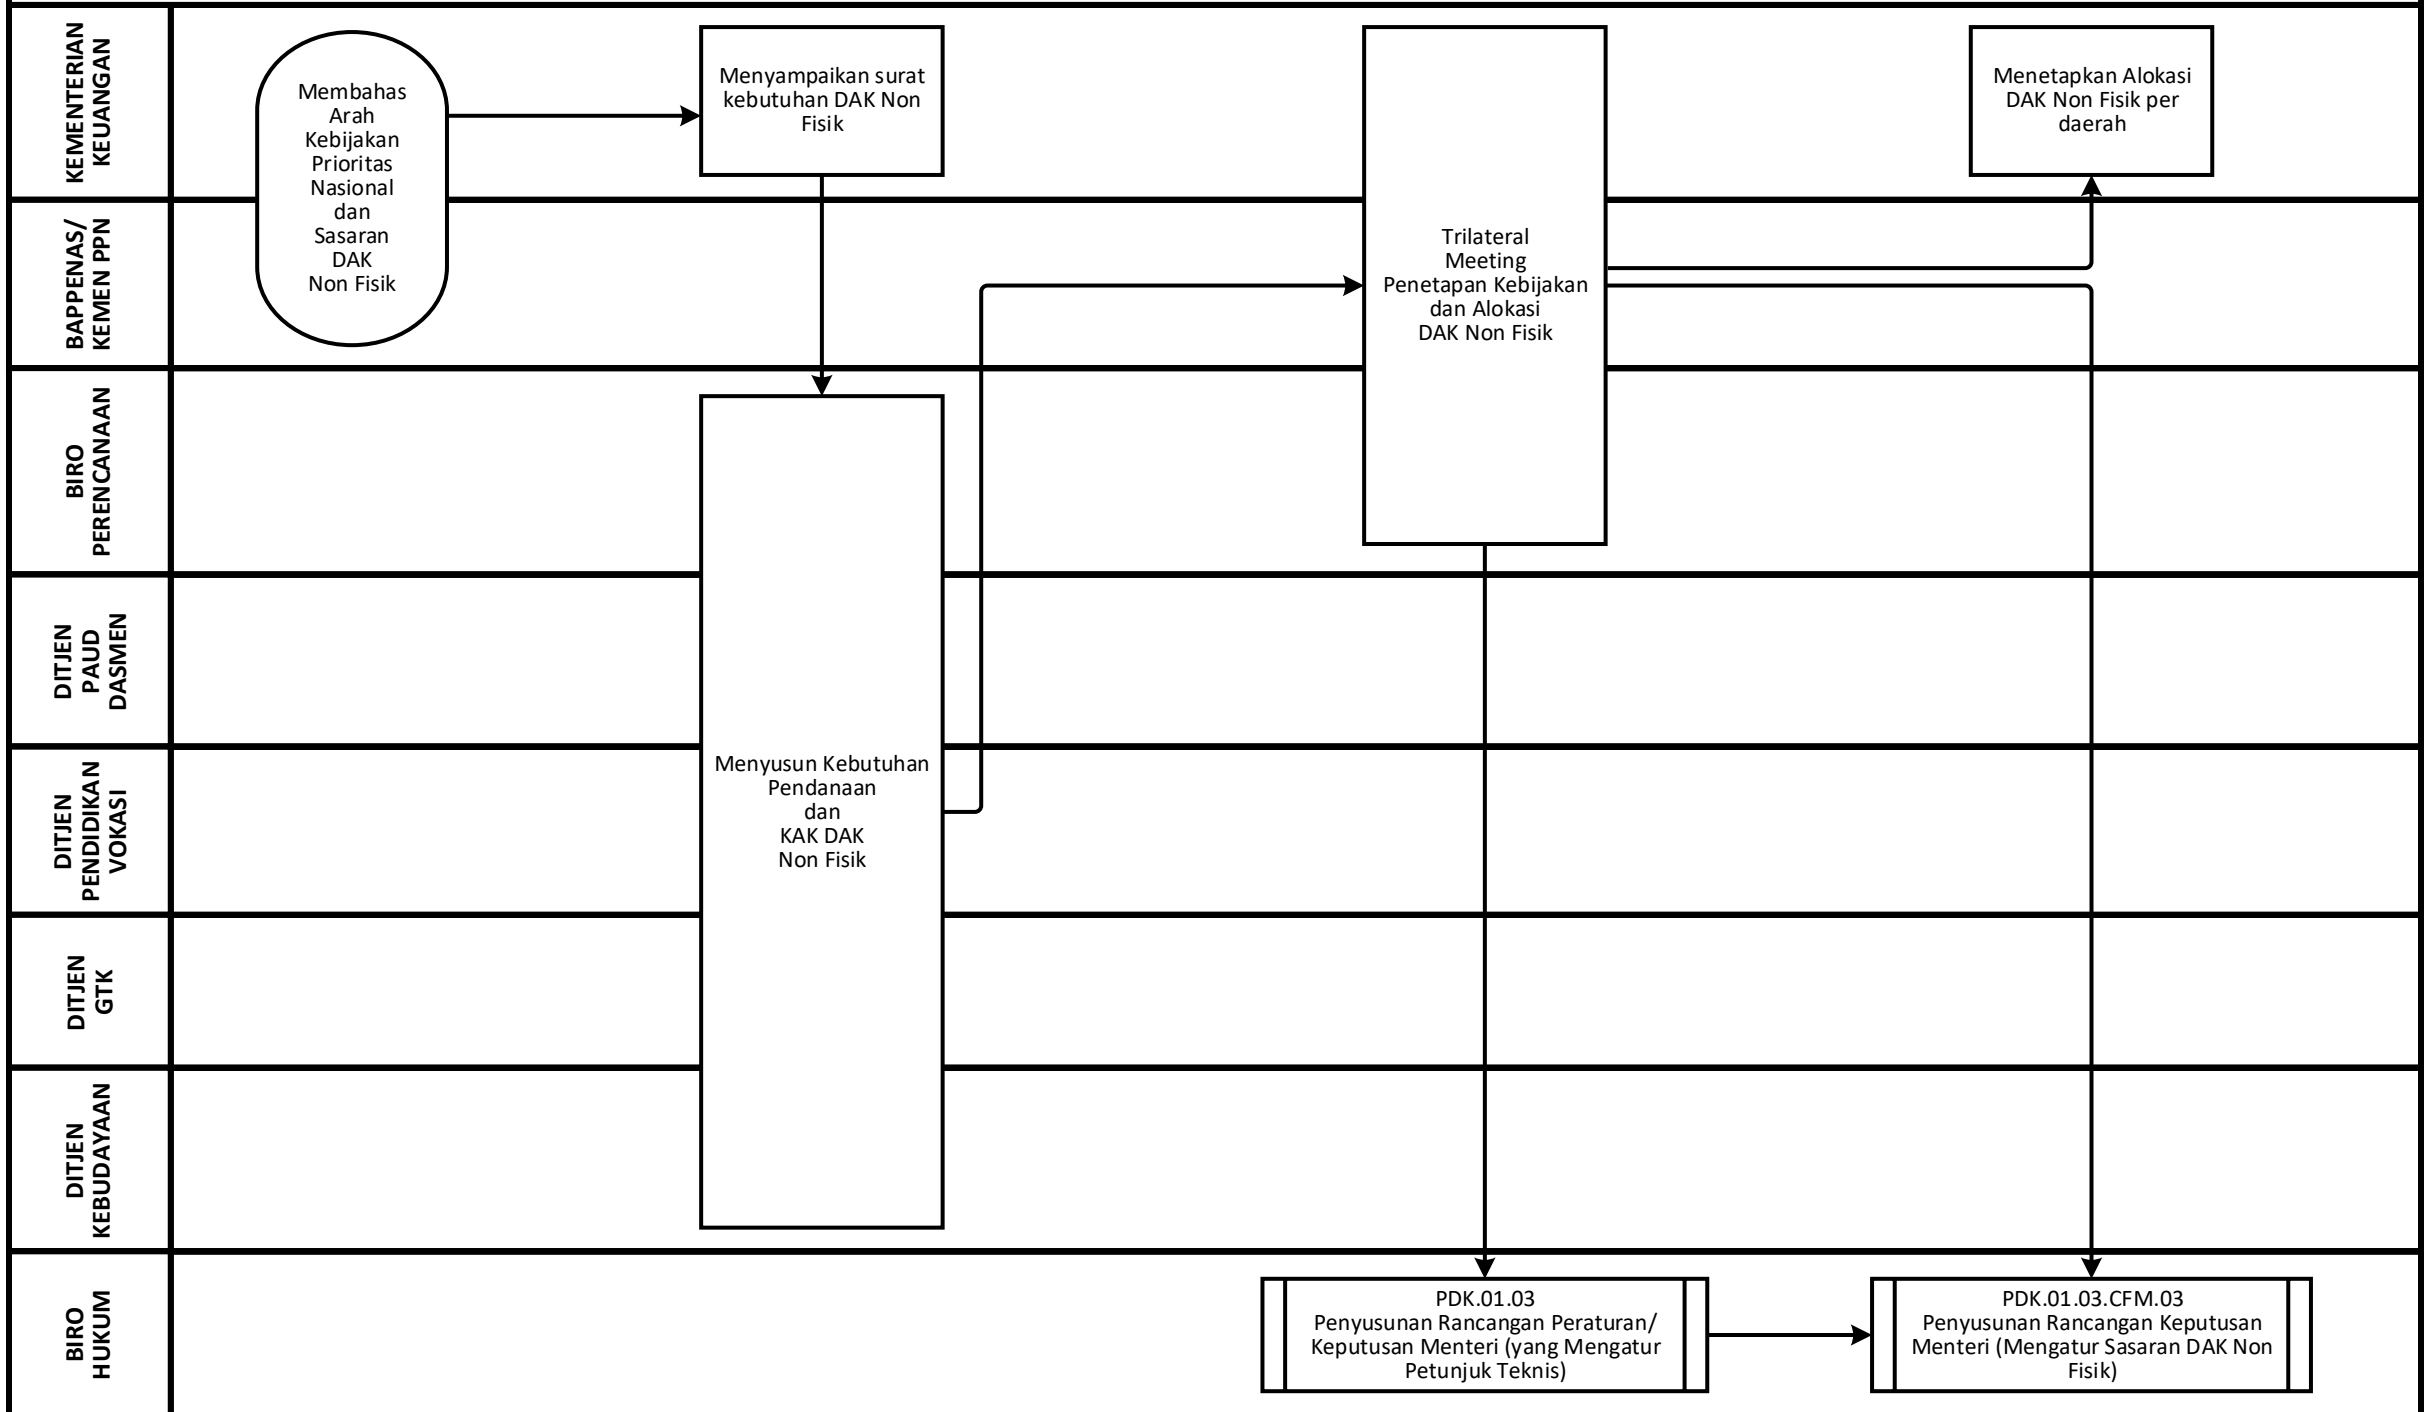 KEMENTERIAN
KEUANGAN
Membahas
Arah
Kebijakan
Prioritas
Nasional
dan
Sasaran
DAK
Non Fisik
Menyampaikan surat
kebutuhan DAK Non
Fisik
Trilateral
Meeting
Penetapan Kebijakan
dan Alokasi
DAK Non Fisik
Menetapkan Alokasi
DAK Non Fisik per
daerah
BAPPENAS/
KEMEN PPN
BIRO
PERENCANAAN
DITJEN
PAUD
DASMEN
DITJEN
PENDIDIKAN
VOKASI
Menyusun Kebutuhan
Pendanaan
dan
KAK DAK
Non Fisik
DITJEN
GTK
DITJEN
KEBUDAYAAN
BIRO
HUKUM
PDK.01.03
Penyusunan Rancangan Peraturan/
Keputusan Menteri (yang Mengatur
Petunjuk Teknis)
PDK.01.03.CFM.03
Penyusunan Rancangan Keputusan
Menteri (Mengatur Sasaran DAK Non
Fisik)